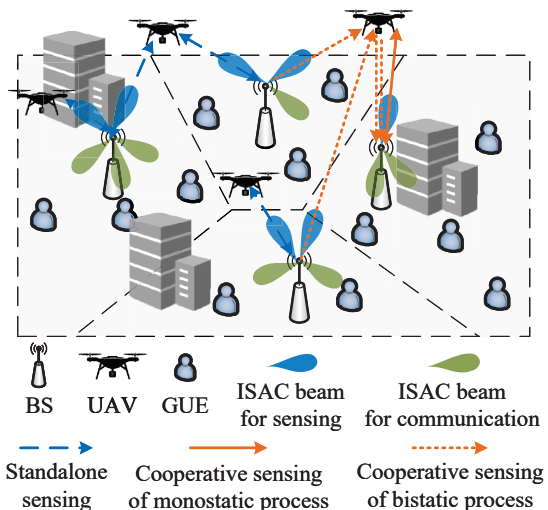 BS UAV GUE
ISAC beam
for sensing
ISAC beam
for communication
Standalone
sensing
Cooperative sensing
of monostatic process
Cooperative sensing
of bistatic process